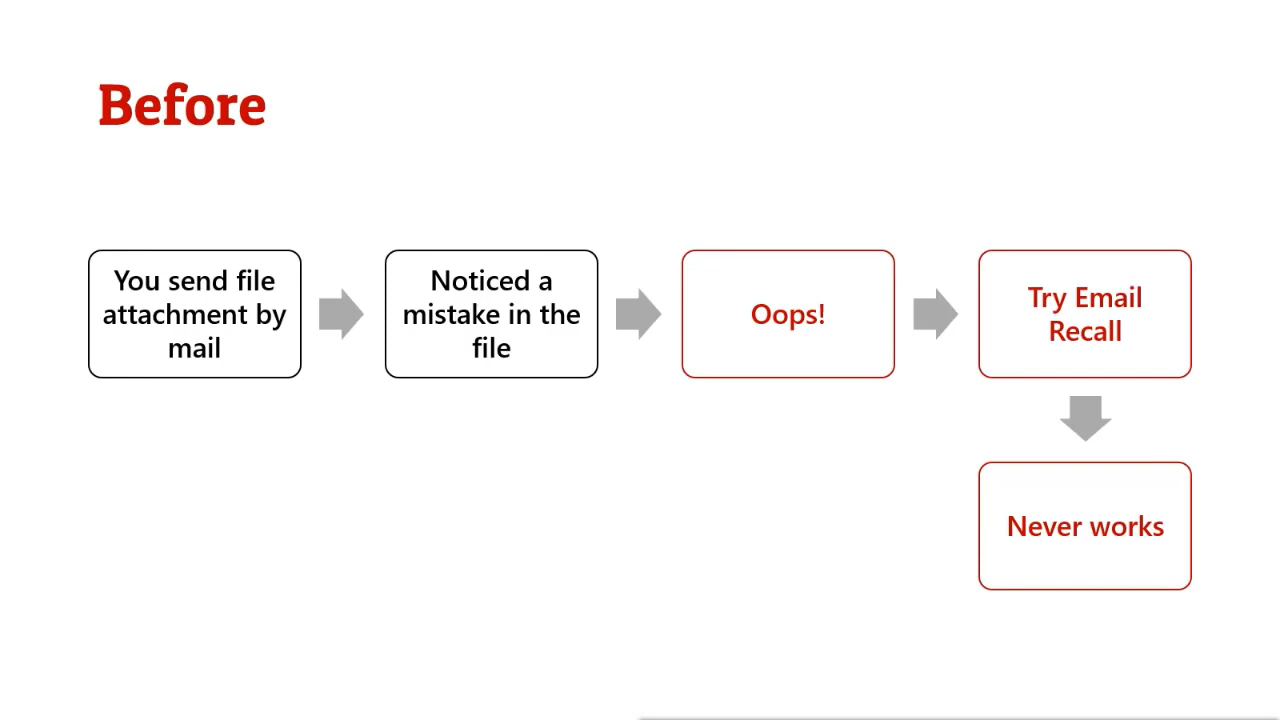 Before
You send file
attachment by
mail
Noticed a
mistake in the
file
Oops!
Try Email
Recall
Never works